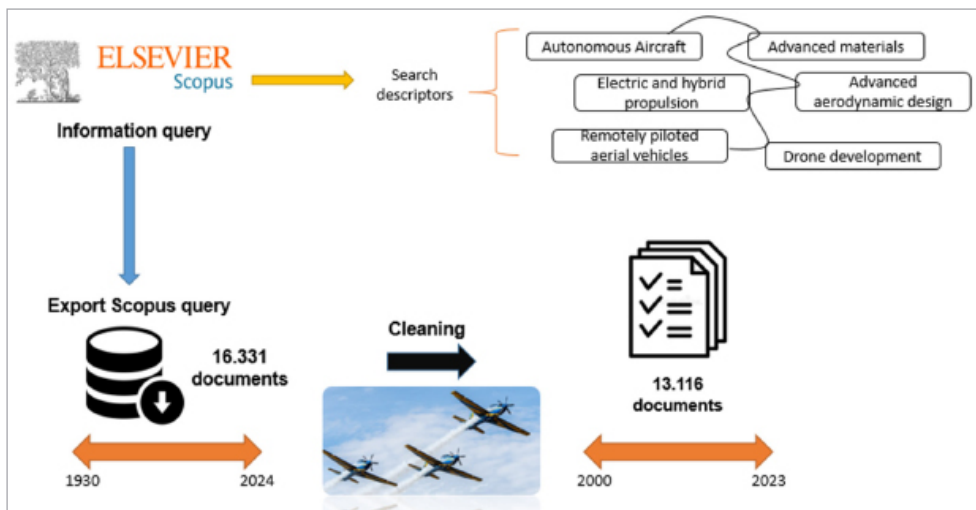 ELSEVIER
Scopus
Information query
Search
descriptors
Autonomous Aircraft
Advanced materials
Electric and hybrid
propulsion
Advanced
aerodynamic design
Remotely piloted
aerial vehicles
Drone development
Export Scopus query
16.331
documents
1930
2024
Cleaning
13.116
documents
2000
2023